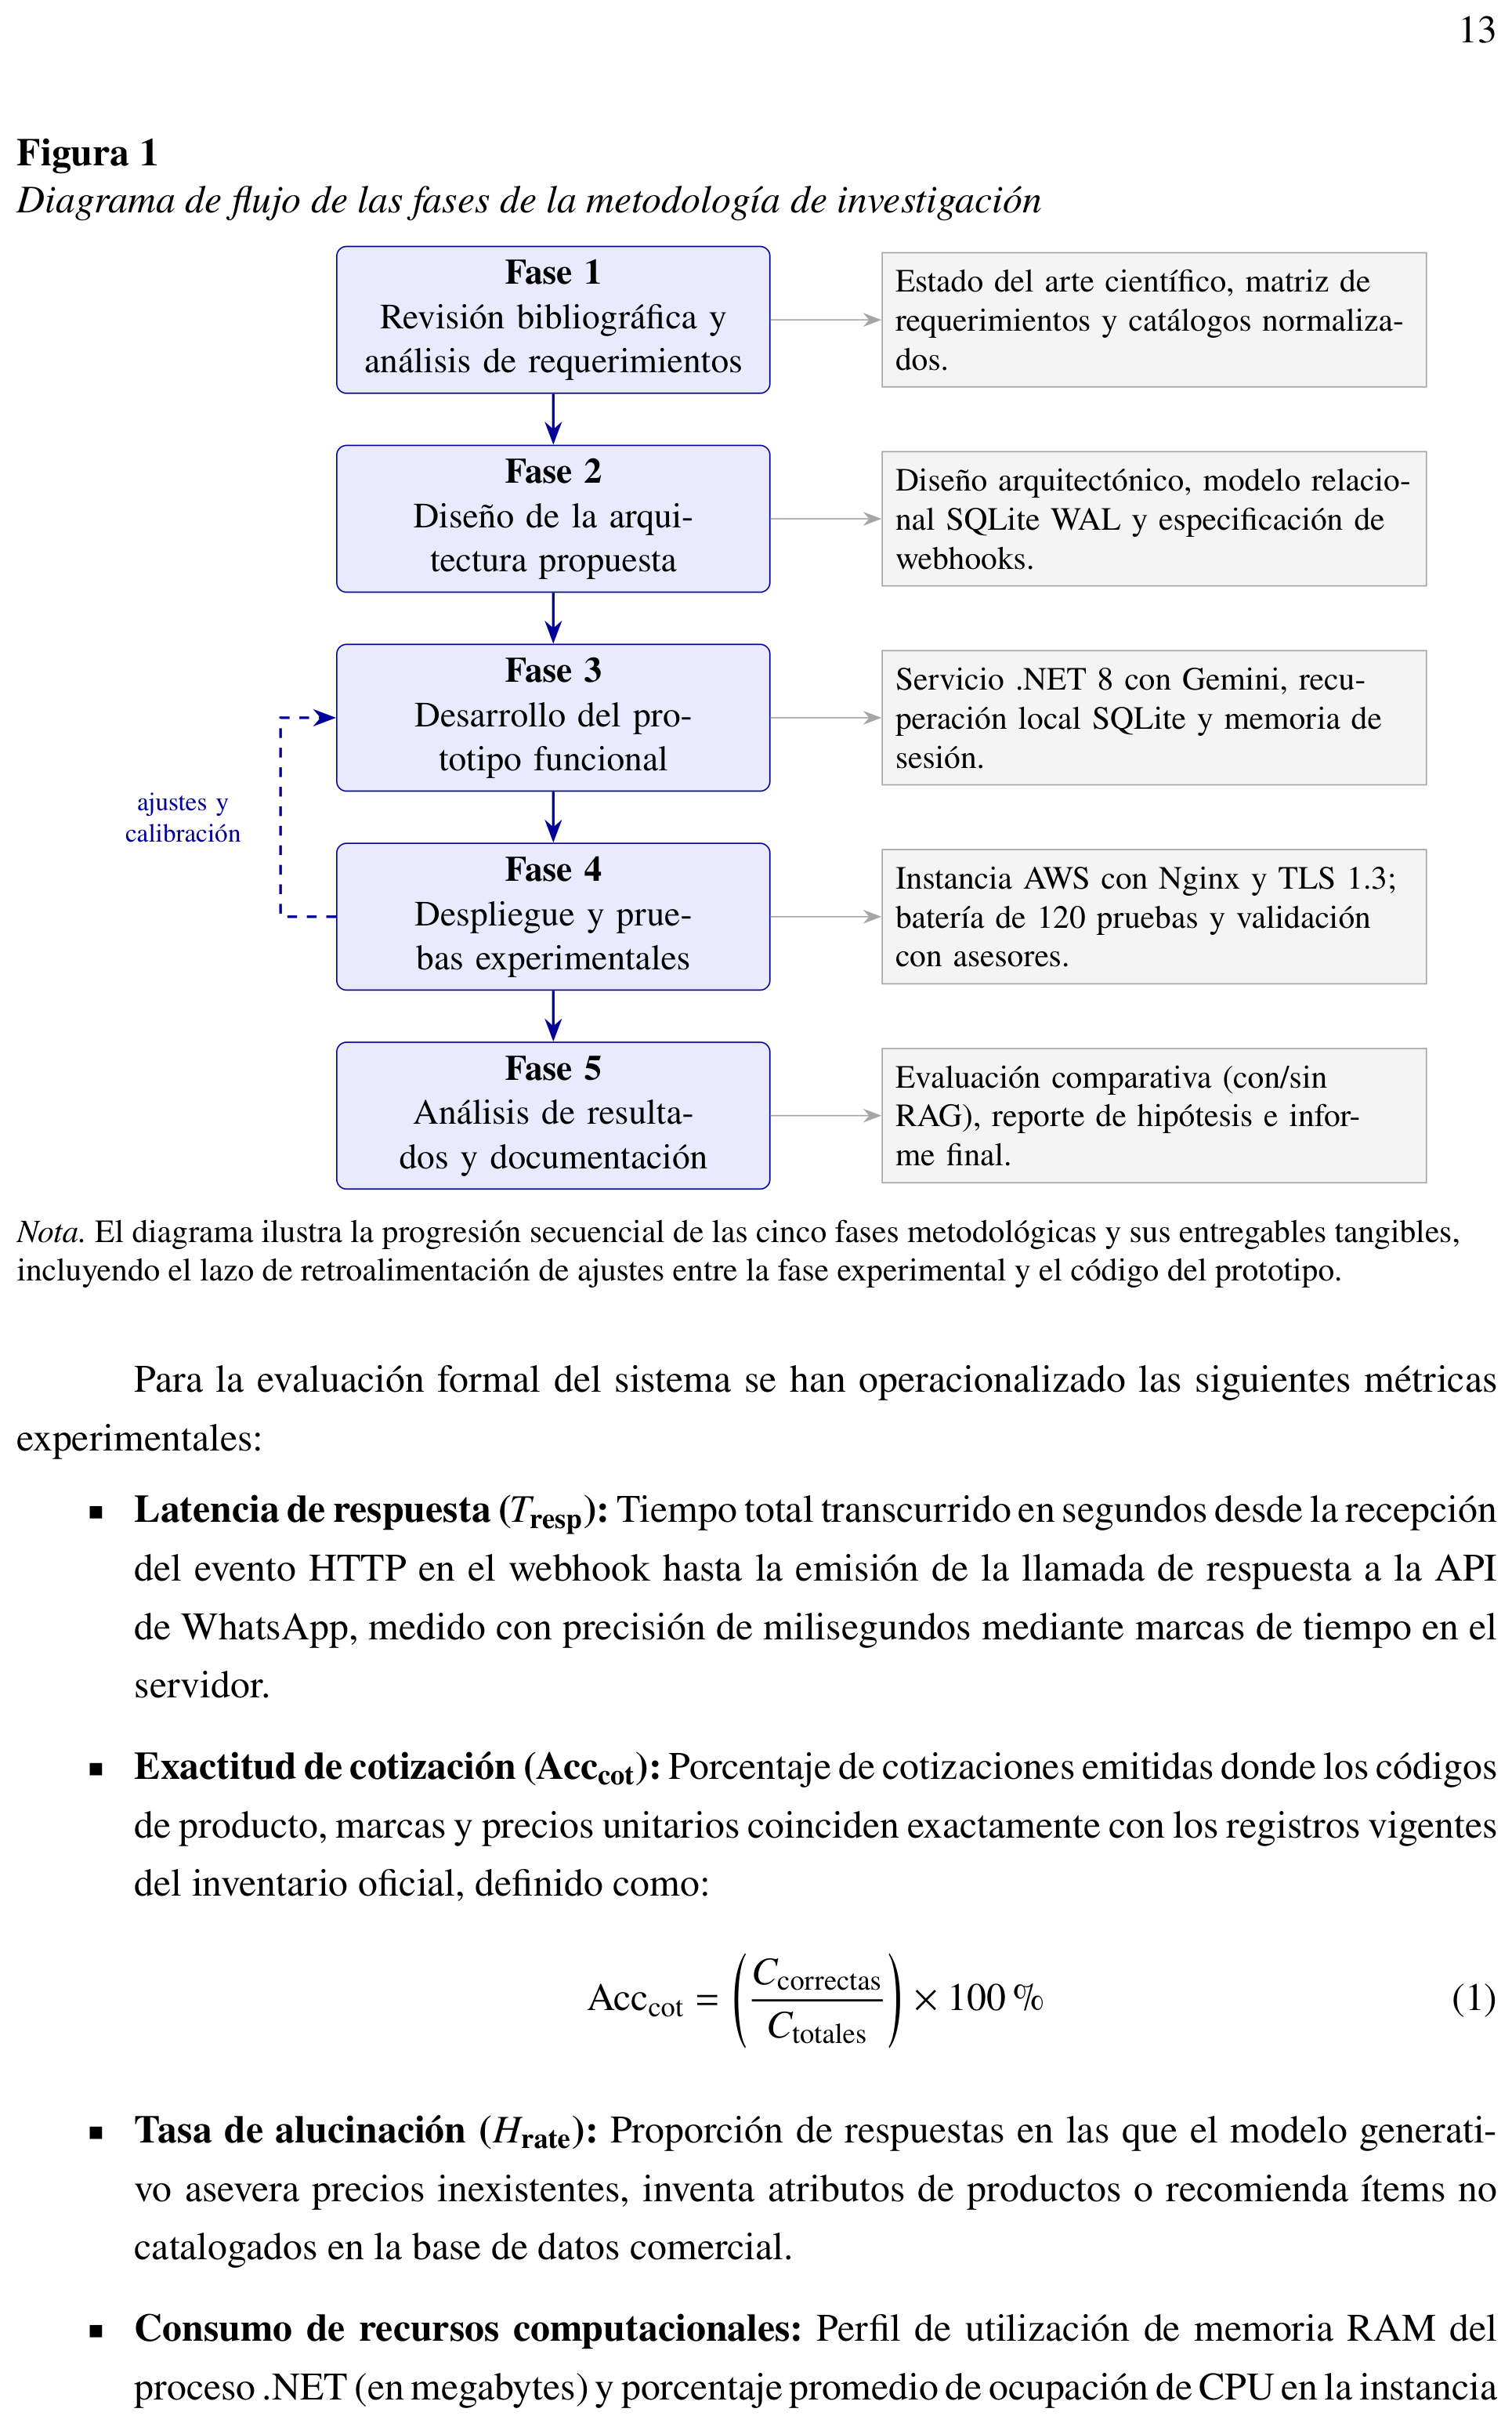 13
Figura 1
Diagrama de flujo de las fases de la metodología de investigación
Fase 1
Revisión bibliográfica y
análisis de requerimientos
Estado del arte científico, matriz de
requerimientos y catálogos normaliza-
dos.
Fase 2
Diseño de la arqui-
tectura propuesta
Diseño arquitectónico, modelo relacio-
nal SQLite WAL y especificación de
webhooks.
Fase 3
Desarrollo del pro-
totipo funcional
Servicio .NET 8 con Gemini, recu-
peración local SQLite y memoria de
sesión.
ajustes y
calibración
Fase 4
Despliegue y prue-
bas experimentales
Instancia AWS con Nginx y TLS 1.3;
batería de 120 pruebas y validación
con asesores.
Fase 5
Análisis de resulta-
dos y documentación
Evaluación comparativa (con/sin
RAG), reporte de hipótesis e infor-
me final.
Nota. El diagrama ilustra la progresión secuencial de las cinco fases metodológicas y sus entregables tangibles,
incluyendo el lazo de retroalimentación de ajustes entre la fase experimental y el código del prototipo.
Para la evaluación formal del sistema se han operacionalizado las siguientes métricas
experimentales:
▪ Latencia de respuesta (T_resp): Tiempo total transcurrido en segundos desde la recepción
del evento HTTP en el webhook hasta la emisión de la llamada de respuesta a la API
de WhatsApp, medido con precisión de milisegundos mediante marcas de tiempo en el
servidor.
▪ Exactitud de cotización (Acc_cot): Porcentaje de cotizaciones emitidas donde los códigos
de producto, marcas y precios unitarios coinciden exactamente con los registros vigentes
del inventario oficial, definido como:
Acc_cot = (C_correctas / C_totales) × 100 % (1)
▪ Tasa de alucinación (H_rate): Proporción de respuestas en las que el modelo generati-
vo asevera precios inexistentes, inventa atributos de productos o recomienda ítems no
catalogados en la base de datos comercial.
▪ Consumo de recursos computacionales: Perfil de utilización de memoria RAM del
proceso .NET (en megabytes) y porcentaje promedio de ocupación de CPU en la instancia